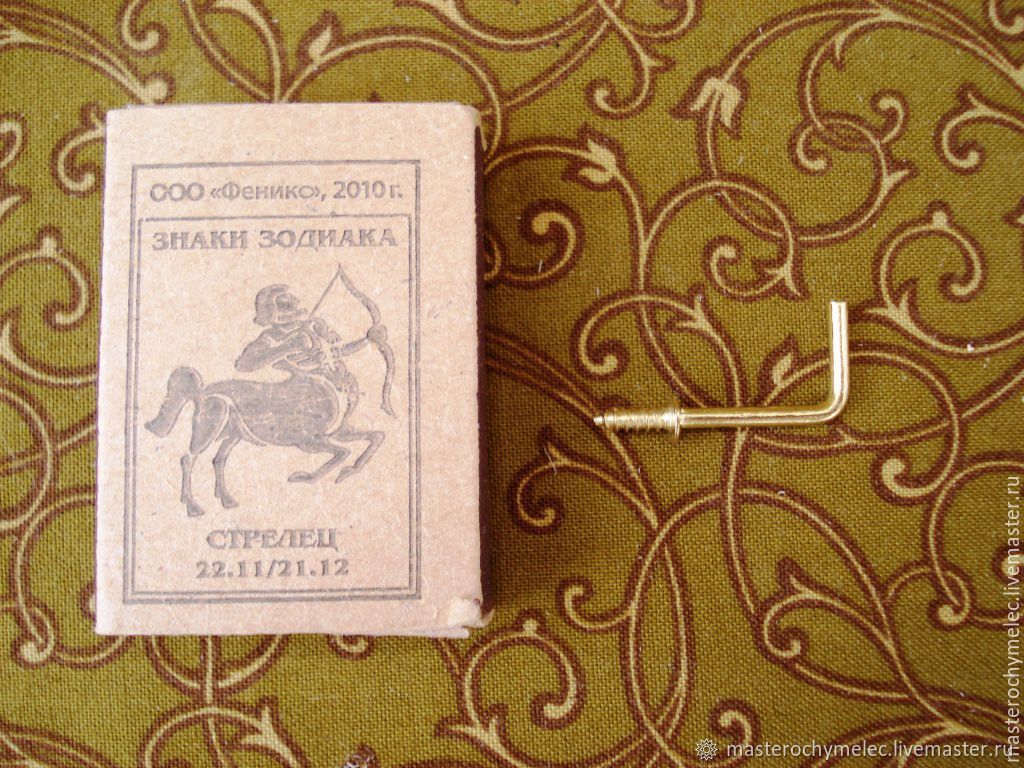 ООО «Феникс», 2010 г.
ЗНАКИ ЗОДИАКА
СТРЕЛЕЦ
22.11/21.12
masterochymelec.livemaster.ru
masterochymelec.livemaster.ru